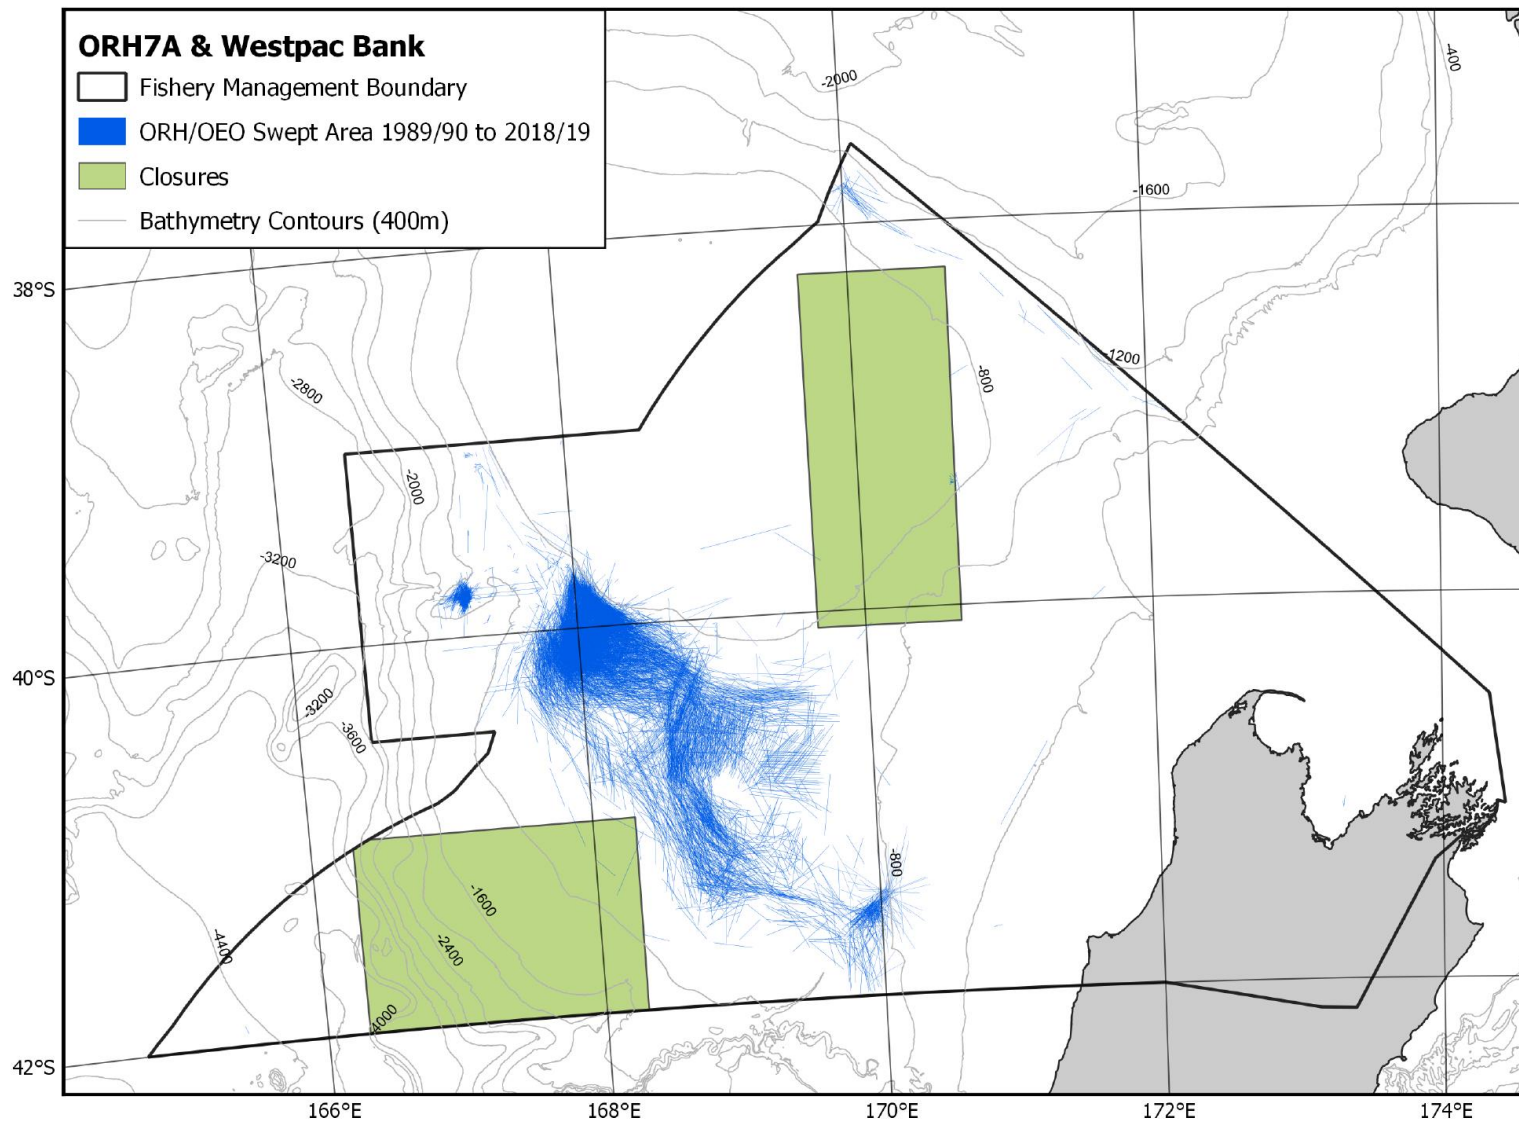 ORH7A & Westpac Bank
Fishery Management Boundary
ORH/OEO Swept Area 1989/90 to 2018/19
Closures
Bathymetry Contours (400m)
-2000
-400
-1600
38°S
-1200
-800
-2800
-2000
-3200
40°S
-3200
-3600
-800
-1600
-2400
-4400
-4000
42°S
166°E
168°E
170°E
172°E
174°E